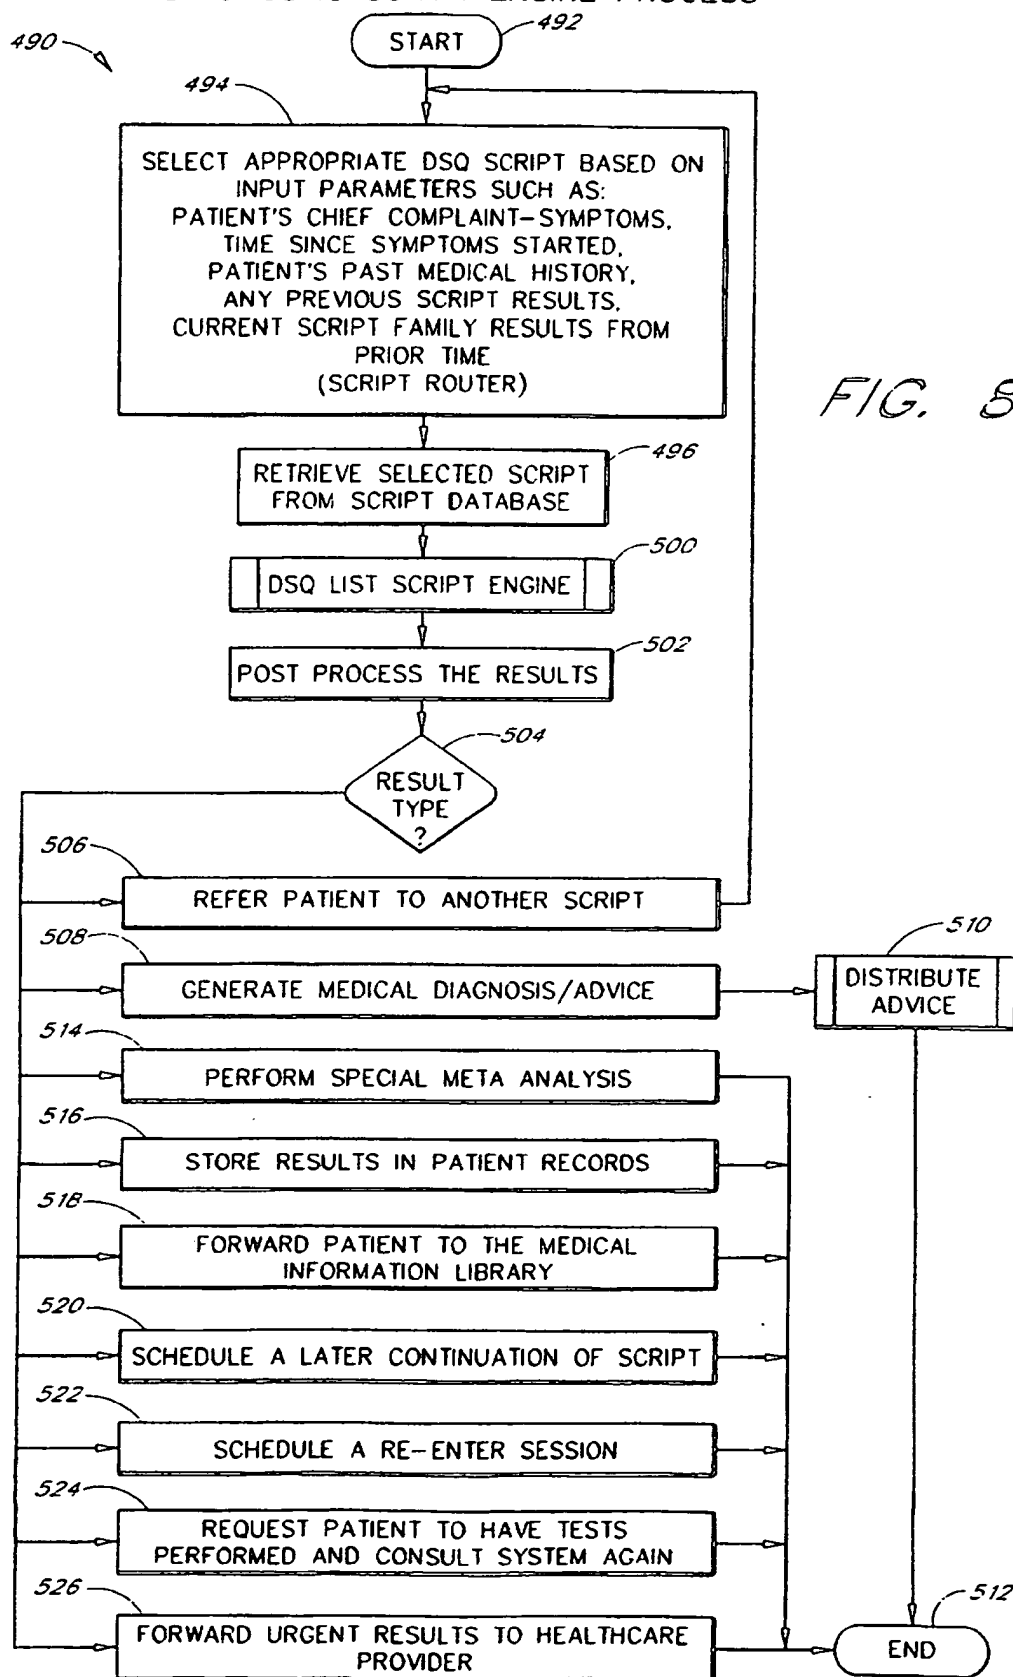 ENGINE PROCESS
START
492
490
494
SELECT APPROPRIATE DSQ SCRIPT BASED ON
INPUT PARAMETERS SUCH AS:
PATIENT'S CHIEF COMPLAINT-SYMPTOMS,
TIME SINCE SYMPTOMS STARTED,
PATIENT'S PAST MEDICAL HISTORY,
ANY PREVIOUS SCRIPT RESULTS,
CURRENT SCRIPT FAMILY RESULTS FROM
PRIOR TIME
(SCRIPT ROUTER)
FIG. 8
496
RETRIEVE SELECTED SCRIPT
FROM SCRIPT DATABASE
500
DSQ LIST SCRIPT ENGINE
502
POST PROCESS THE RESULTS
504
RESULT
TYPE
?
506
REFER PATIENT TO ANOTHER SCRIPT
508
GENERATE MEDICAL DIAGNOSIS/ADVICE
510
DISTRIBUTE
ADVICE
514
PERFORM SPECIAL META ANALYSIS
516
STORE RESULTS IN PATIENT RECORDS
518
FORWARD PATIENT TO THE MEDICAL
INFORMATION LIBRARY
520
SCHEDULE A LATER CONTINUATION OF SCRIPT
522
SCHEDULE A RE-ENTER SESSION
524
REQUEST PATIENT TO HAVE TESTS
PERFORMED AND CONSULT SYSTEM AGAIN
526
FORWARD URGENT RESULTS TO HEALTHCARE
PROVIDER
512
END